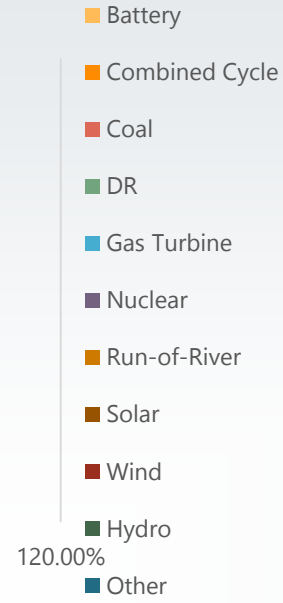 Battery
Combined Cycle
Coal
DR
Gas Turbine
Nuclear
Run-of-River
Solar
Wind
Hydro
120.00%
Other